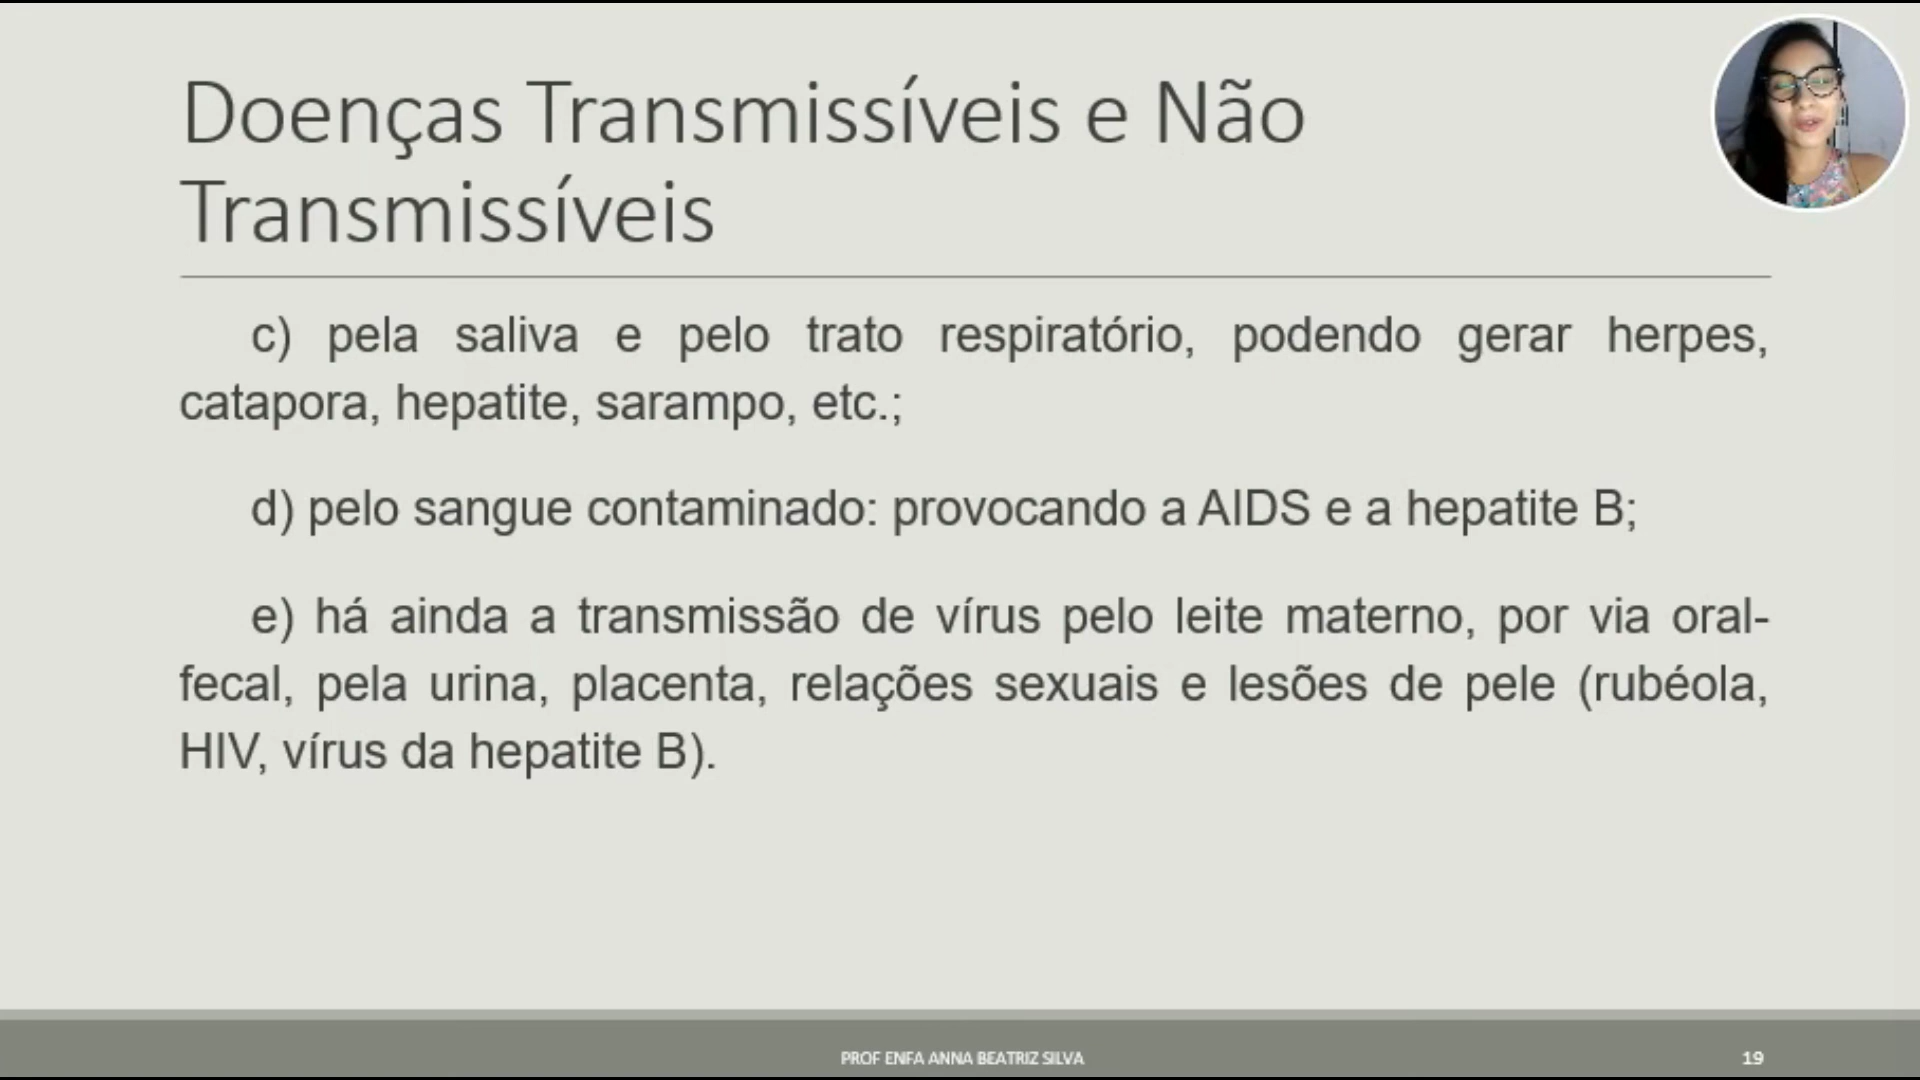 Doenças Transmissíveis e Não
Transmissíveis
c) pela saliva e pelo trato respiratório, podendo gerar herpes,
catapora, hepatite, sarampo, etc.;
d) pelo sangue contaminado: provocando a AIDS e a hepatite B;
e) há ainda a transmissão de vírus pelo leite materno, por via oral-
fecal, pela urina, placenta, relações sexuais e lesões de pele (rubéola,
HIV, vírus da hepatite B).
PROF ENFA ANNA BEATRIZ SILVA
19